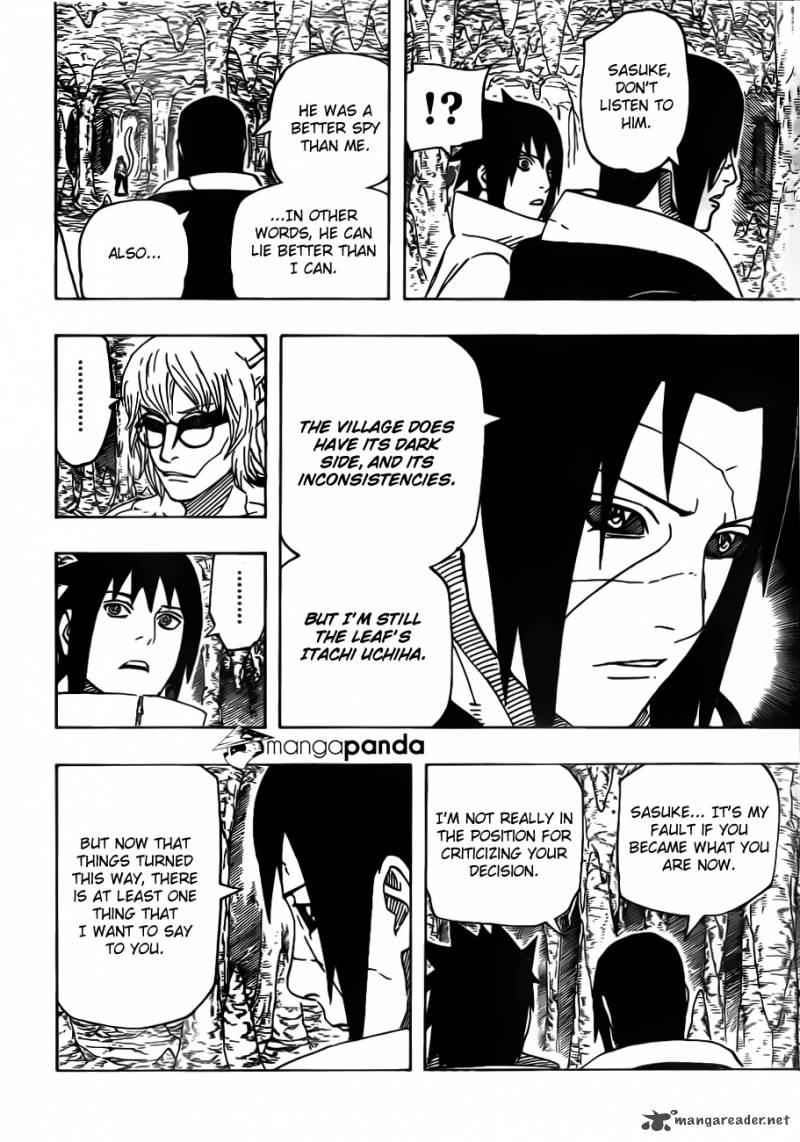 SASUKE,
DON'T
LISTEN TO
HIM.
!?
HE WAS A
BETTER SPY
THAN ME.
...IN OTHER
WORDS, HE CAN
LIE BETTER THAN
I CAN.
ALSO...
THE VILLAGE DOES
HAVE ITS DARK
SIDE, AND ITS
INCONSISTENCIES.
BUT I'M STILL
THE LEAF'S
ITACHI UCHIHA.
.........
.........
mangapanda
SASUKE... IT'S MY
FAULT IF YOU
BECAME WHAT YOU
ARE NOW.
I'M NOT REALLY IN
THE POSITION FOR
CRITICIZING YOUR
DECISION.
BUT NOW THAT
THINGS TURNED
THIS WAY, THERE
IS AT LEAST ONE
THING THAT
I WANT TO SAY
TO YOU.
mangareader.net